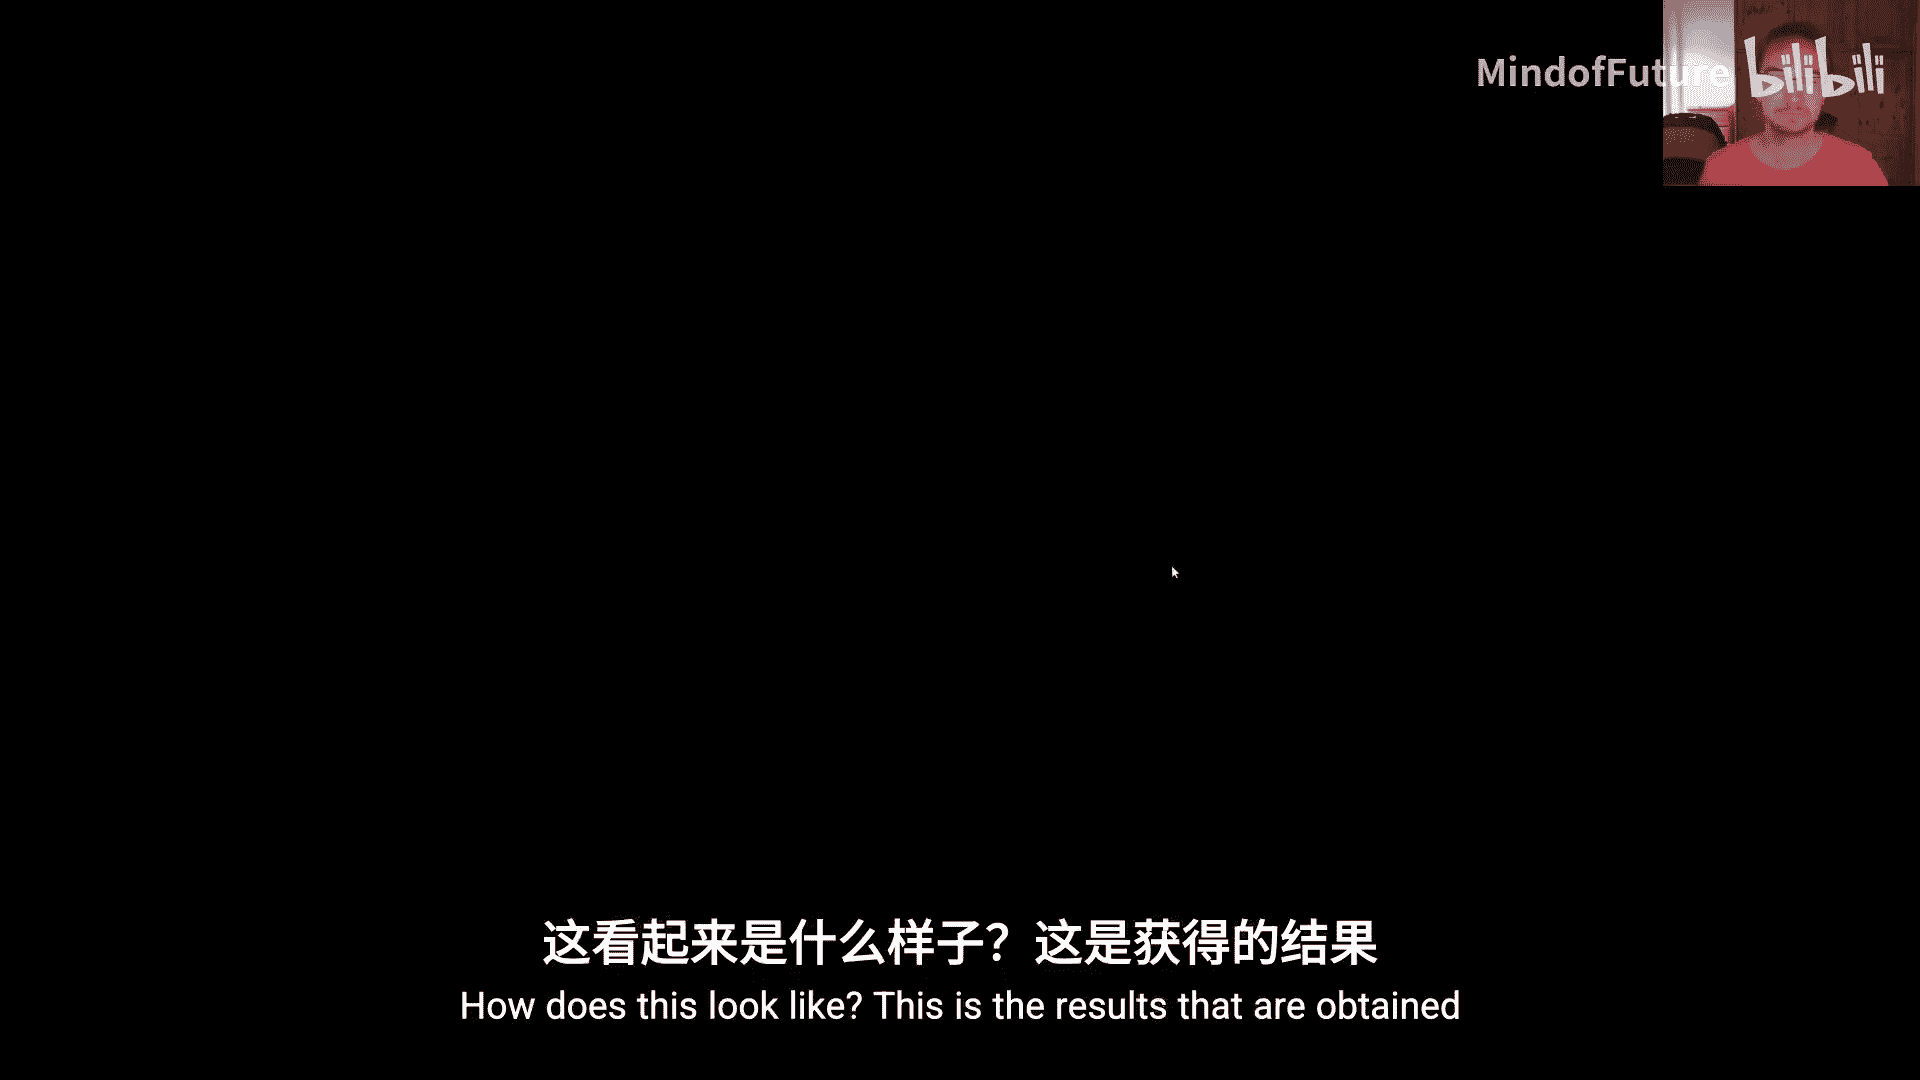 MindofFuture bilibili
这看起来是什么样子？这是获得的结果
How does this look like? This is the results that are obtained